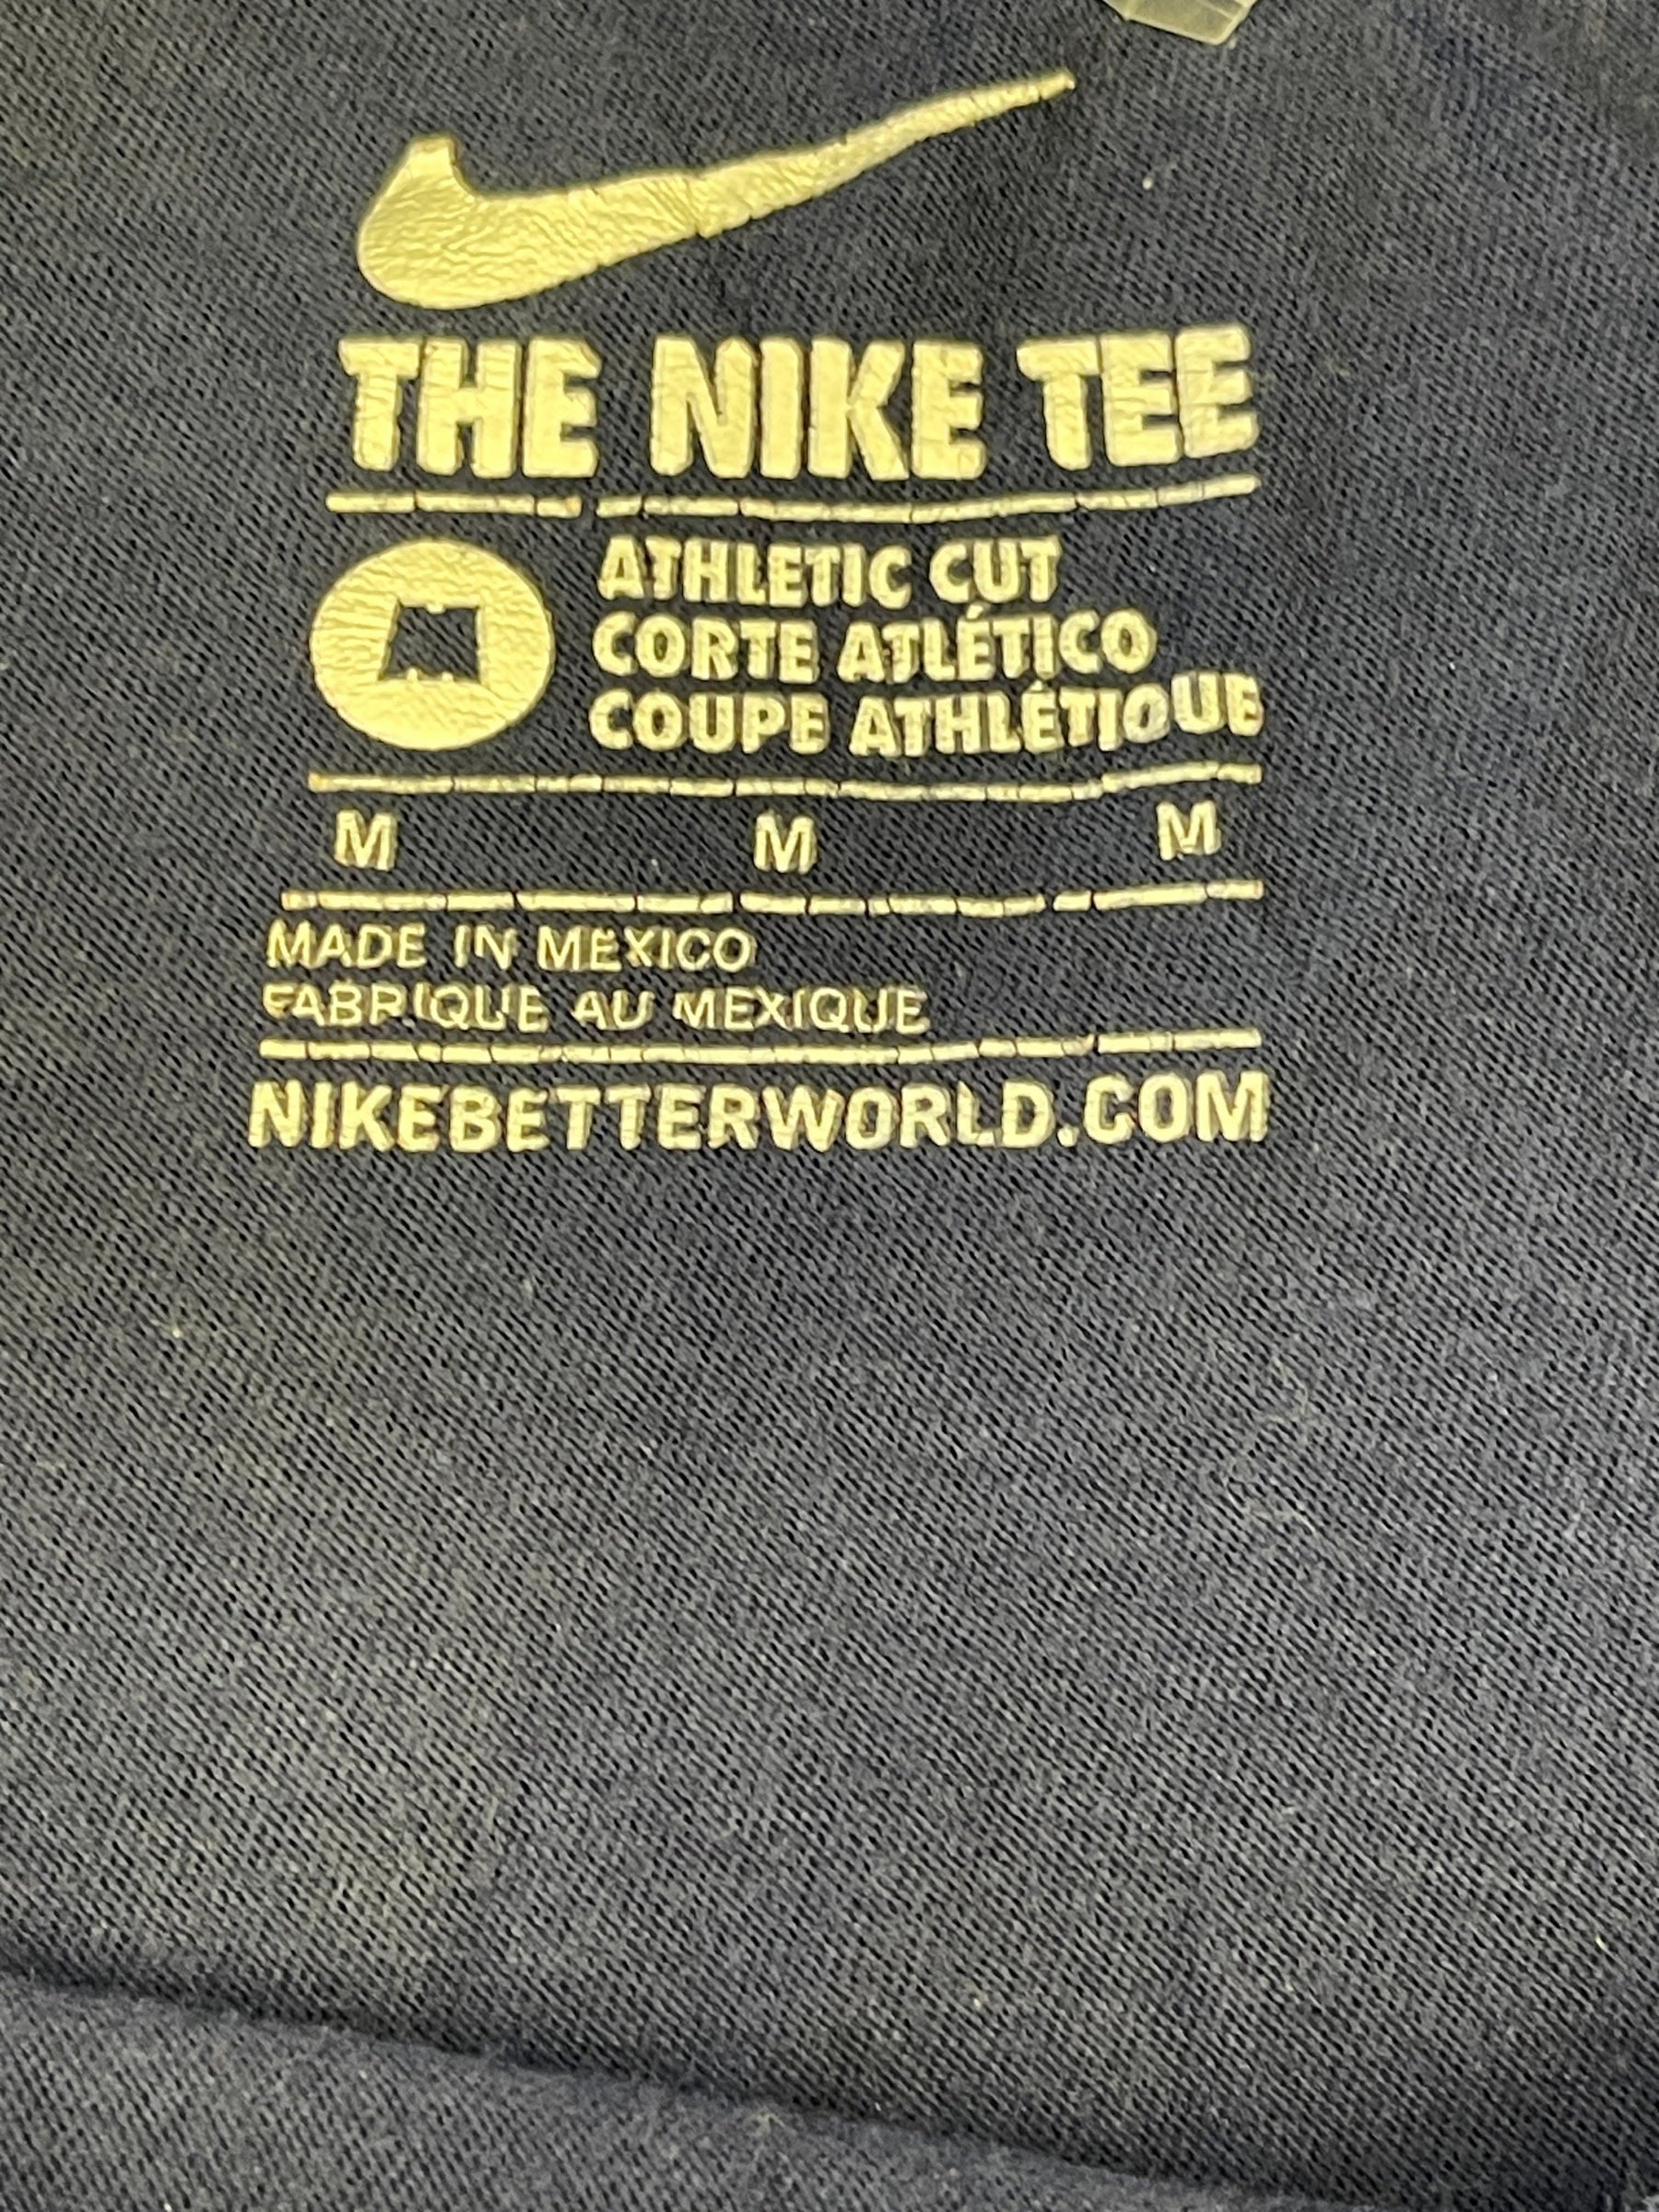 THE NIKE TEE
ATHLETIC CUT
CORTE ATLÉTICO
COUPE ATHLÉTIQUE
M M M
MADE IN MEXICO
FABRIQUE AU MEXIQUE
NIKEBETTERWORLD.COM